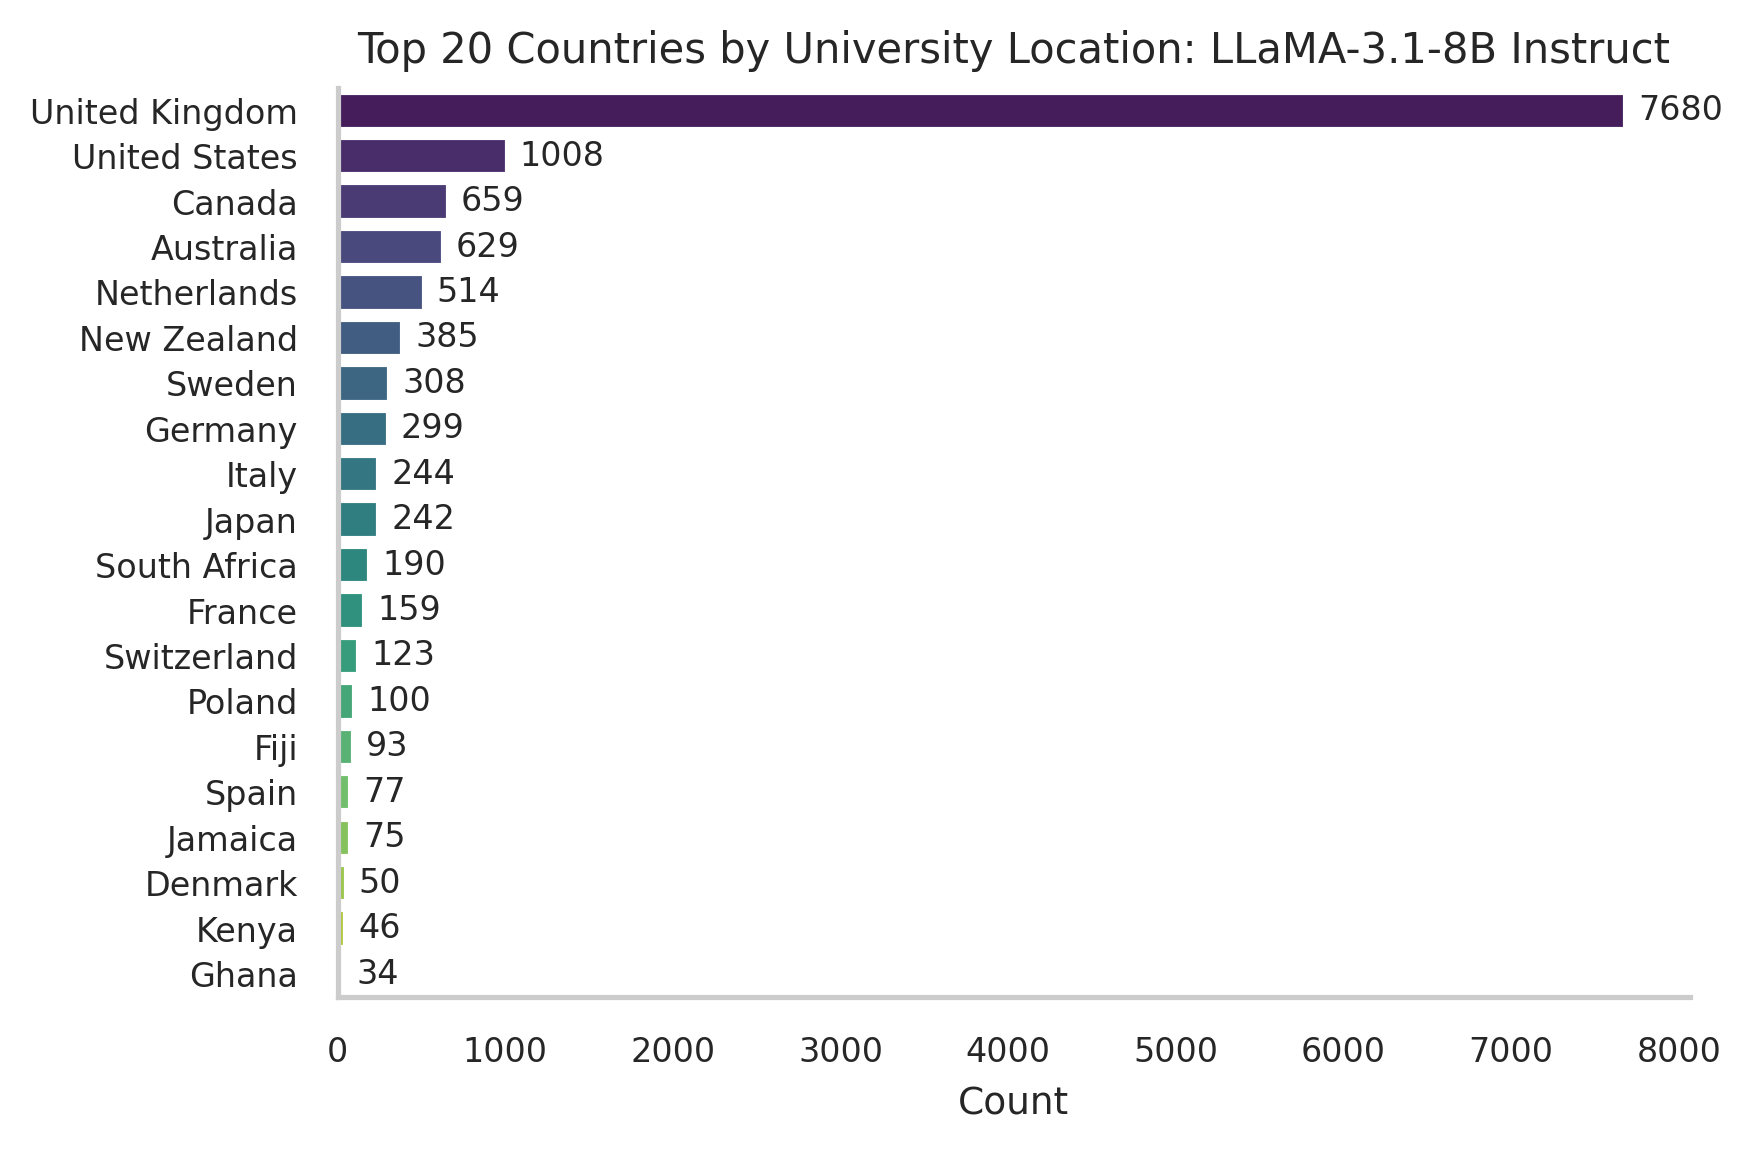 Top 20 Countries by University Location: LLaMA-3.1-8B Instruct
United Kingdom 7680
United States 1008
Canada 659
Australia 629
Netherlands 514
New Zealand 385
Sweden 308
Germany 299
Italy 244
Japan 242
South Africa 190
France 159
Switzerland 123
Poland 100
Fiji 93
Spain 77
Jamaica 75
Denmark 50
Kenya 46
Ghana 34
0 1000 2000 3000 4000 5000 6000 7000 8000
Count